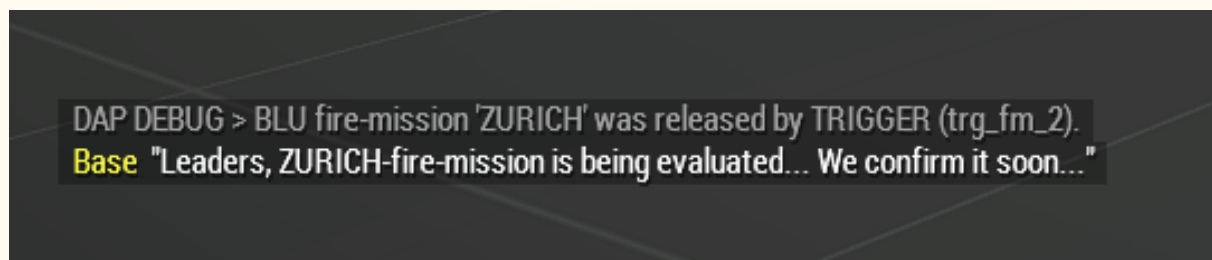 DAP DEBUG > BLU fire-mission 'ZURICH' was released by TRIGGER (trg_fm_2).
Base "Leaders, ZURICH-fire-mission is being evaluated... We confirm it soon..."